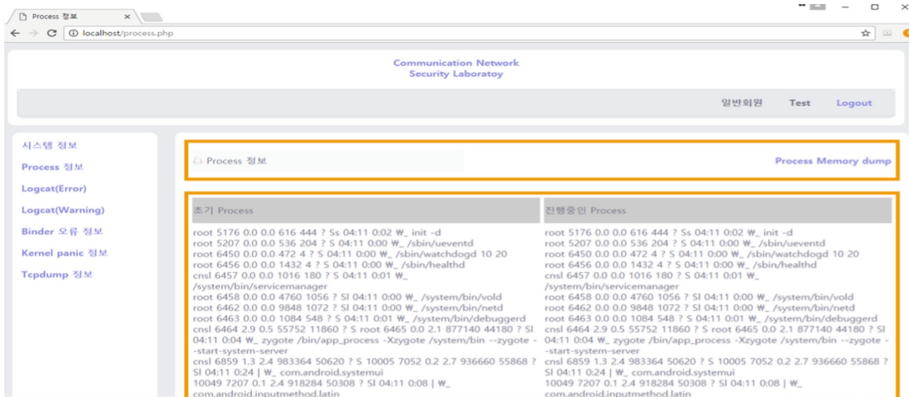 Process 정보
localhost/process.php
Communication Network
Security Laboratoy
일반회원 Test Logout
시스템 정보
Process 정보
Logcat(Error)
Logcat(Warning)
Binder 오류 정보
Kernel panic 정보
Tcpdump 정보
Process 정보
Process Memory dump
초기 Process
root 5176 0.0 0.0 616 444 ? Ss 04:11 0:02 ₩_ init -d
root 5207 0.0 0.0 536 204 ? S 04:11 0:00 ₩_ /sbin/ueventd
root 6450 0.0 0.0 472 4 ? S 04:11 0:00 ₩_ /sbin/watchdogd 10 20
root 6456 0.0 0.0 1432 4 ? S 04:11 0:00 ₩_ /sbin/healthd
cnsl 6457 0.0 0.0 1016 180 ? S 04:11 0:01 ₩_
/system/bin/servicemanager
root 6458 0.0 0.0 4760 1056 ? Sl 04:11 0:00 ₩_ /system/bin/vold
root 6462 0.0 0.0 9848 1072 ? Sl 04:11 0:00 ₩_ /system/bin/netd
root 6463 0.0 0.0 1084 548 ? S 04:11 0:01 ₩_ /system/bin/debuggerd
cnsl 6464 2.9 0.5 55752 11860 ? S root 6465 0.0 2.1 877140 44180 ? Sl
04:11 0:04 ₩_ zygote /bin/app_process -Xzygote /system/bin --zygote -
-start-system-server
cnsl 6859 1.3 2.4 983364 50620 ? S 10005 7052 0.2 2.7 936660 55868 ?
Sl 04:11 0:24 | ₩_ com.android.systemui
10049 7207 0.1 2.4 918284 50308 ? Sl 04:11 0:08 | ₩_
com.android.inputmethod.latin
진행중인 Process
root 5176 0.0 0.0 616 444 ? Ss 04:11 0:02 ₩_ init -d
root 5207 0.0 0.0 536 204 ? S 04:11 0:00 ₩_ /sbin/ueventd
root 6450 0.0 0.0 472 4 ? S 04:11 0:00 ₩_ /sbin/watchdogd 10 20
root 6456 0.0 0.0 1432 4 ? S 04:11 0:00 ₩_ /sbin/healthd
cnsl 6457 0.0 0.0 1016 180 ? S 04:11 0:01 ₩_
/system/bin/servicemanager
root 6458 0.0 0.0 4760 1056 ? Sl 04:11 0:00 ₩_ /system/bin/vold
root 6462 0.0 0.0 9848 1072 ? Sl 04:11 0:00 ₩_ /system/bin/netd
root 6463 0.0 0.0 1084 548 ? S 04:11 0:01 ₩_ /system/bin/debuggerd
cnsl 6464 2.9 0.5 55752 11860 ? S root 6465 0.0 2.1 877140 44180 ? Sl
04:11 0:04 ₩_ zygote /bin/app_process -Xzygote /system/bin --zygote -
-start-system-server
cnsl 6859 1.3 2.4 983364 50620 ? S 10005 7052 0.2 2.7 936660 55868 ?
Sl 04:11 0:24 | ₩_ com.android.systemui
10049 7207 0.1 2.4 918284 50308 ? Sl 04:11 0:08 | ₩_
com.android.inputmethod.latin